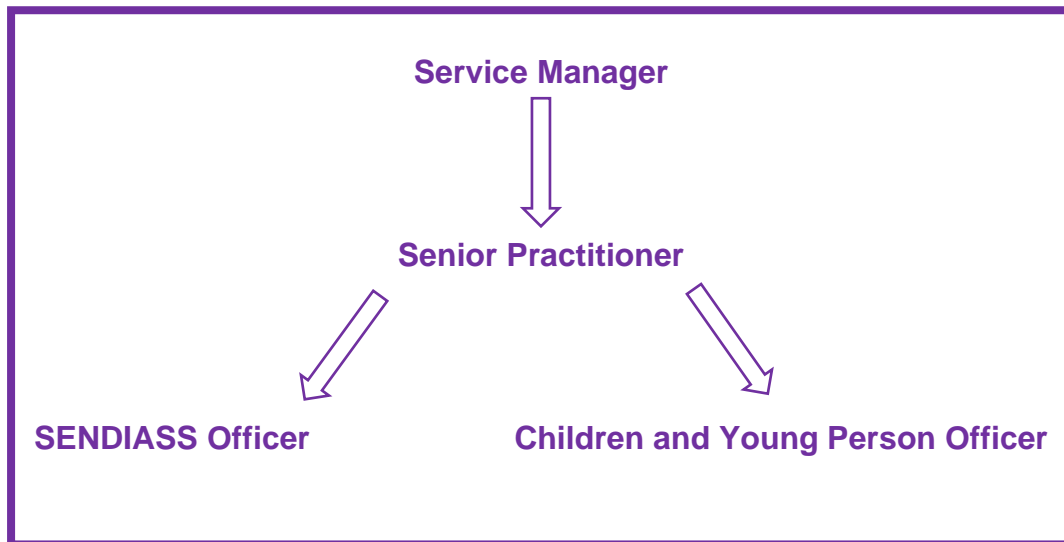 Service Manager
Senior Practitioner
SENDIASS Officer
Children and Young Person Officer